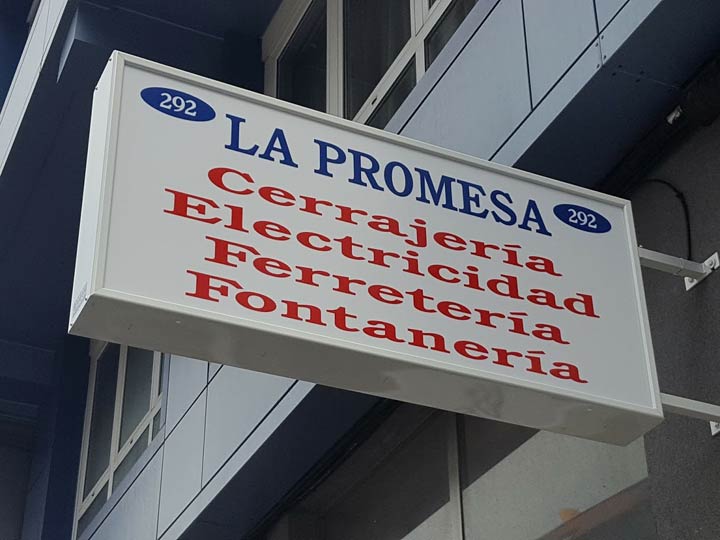 292 LA PROMESA 292
Cerrajería
Electricidad
Ferretería
Fontanería